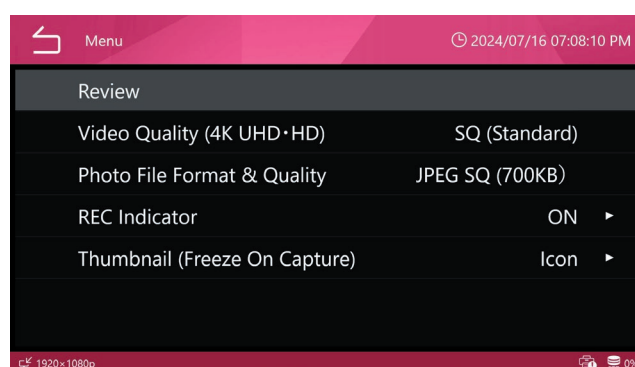 Menu
2024/07/16 07:08:10 PM
Review
Video Quality (4K UHD･HD) SQ (Standard)
Photo File Format & Quality JPEG SQ (700KB）
REC Indicator ON
Thumbnail (Freeze On Capture) Icon
1920×1080p
0%